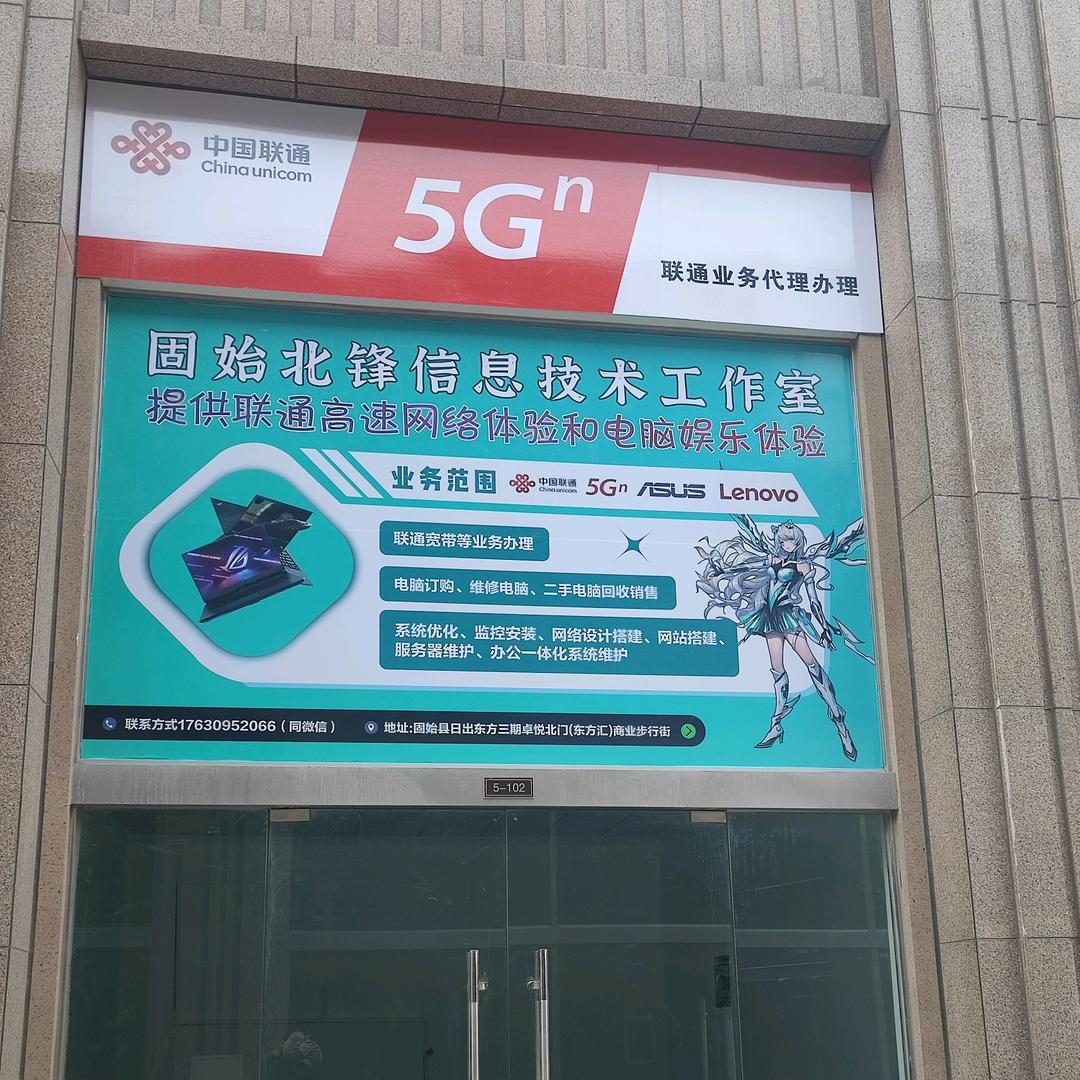 中国联通
China unicom
5Gn
联通业务代理办理
固始北锋信息技术工作室
提供联通高速网络体验和电脑娱乐体验
业务范围 中国联通 China unicom 5Gn ASUS Lenovo
联通宽带等业务办理
电脑订购、维修电脑、二手电脑回收销售
系统优化、监控安装、网络设计搭建、网站搭建、
服务器维护、办公一体化系统维护
联系方式17630952066（同微信） 地址:固始县日出东方三期卓悦北门(东方汇)商业步行街
5-102